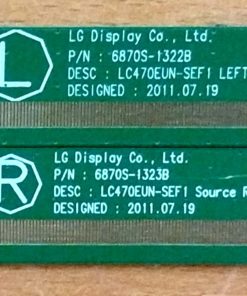 L
LG Display Co., Ltd.
P/N : 6870S-1322B
DESC : LC470EUN-SEF1 LEFT
DESIGNED : 2011.07.19
R
LG Display Co., Ltd.
P/N : 6870S-1323B
DESC : LC470EUN-SEF1 Source R
DESIGNED : 2011.07.19